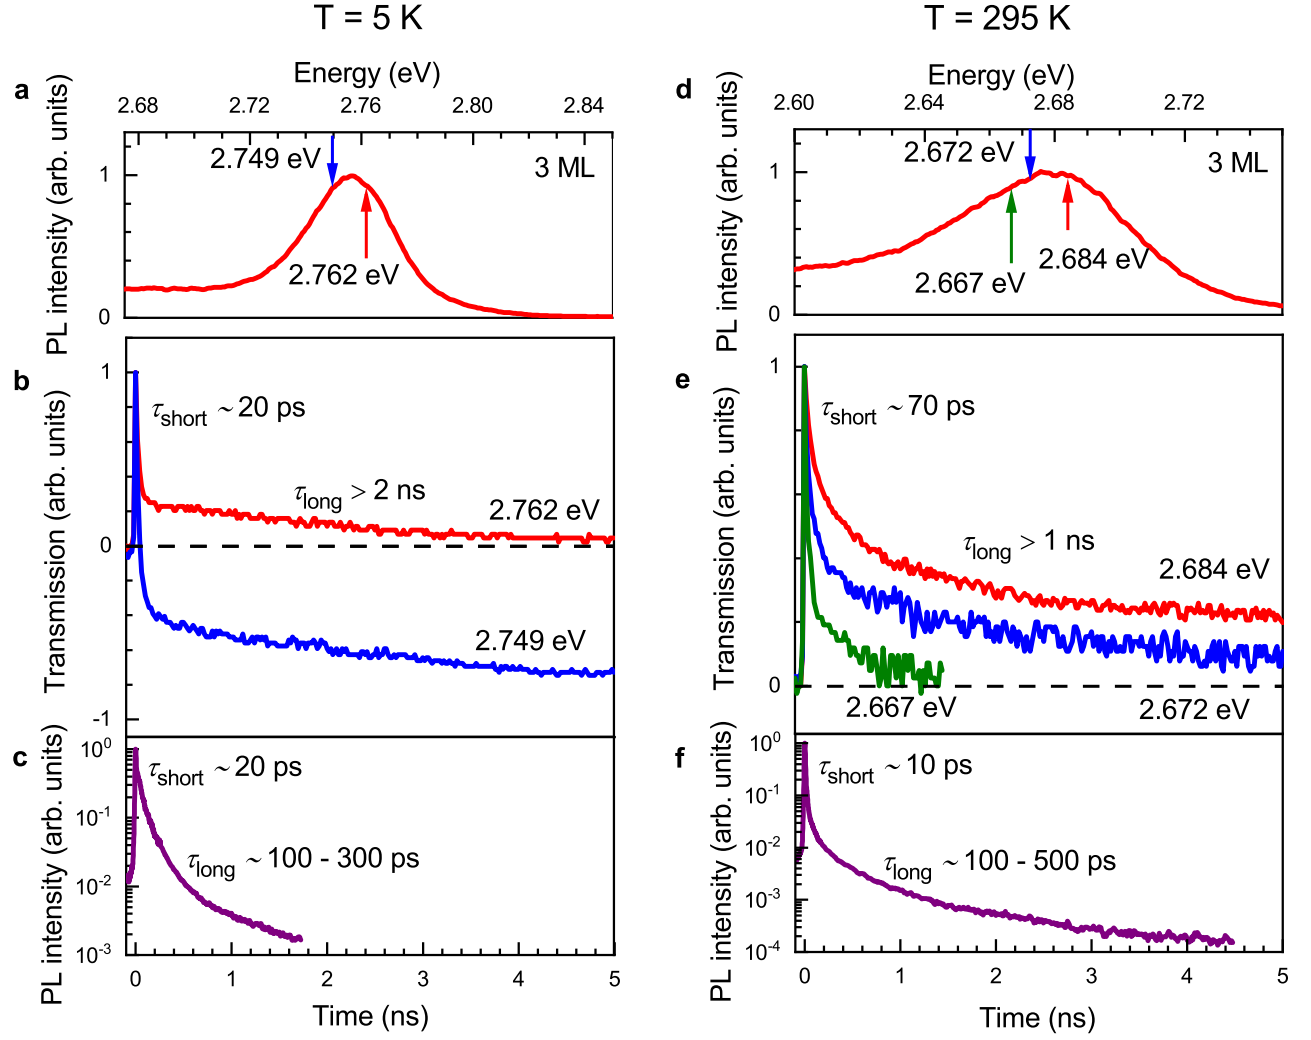 T = 5 K
T = 295 K
a
Energy (eV)
2.68 2.72 2.76 2.80 2.84
PL intensity (arb. units)
1
0
2.749 eV
3 ML
2.762 eV
d
Energy (eV)
2.60 2.64 2.68 2.72
PL intensity (arb. units)
1
0
2.672 eV
3 ML
2.667 eV
2.684 eV
b
Transmission (arb. units)
1
0
-1
τshort ~ 20 ps
τlong > 2 ns
2.762 eV
2.749 eV
e
Transmission (arb. units)
1
0
τshort ~ 70 ps
τlong > 1 ns
2.684 eV
2.667 eV
2.672 eV
c
PL intensity (arb. units)
10⁰
10⁻¹
10⁻²
10⁻³
τshort ~ 20 ps
τlong ~ 100 - 300 ps
0 1 2 3 4 5
Time (ns)
f
PL intensity (arb. units)
10⁰
10⁻¹
10⁻²
10⁻³
10⁻⁴
τshort ~ 10 ps
τlong ~ 100 - 500 ps
0 1 2 3 4 5
Time (ns)